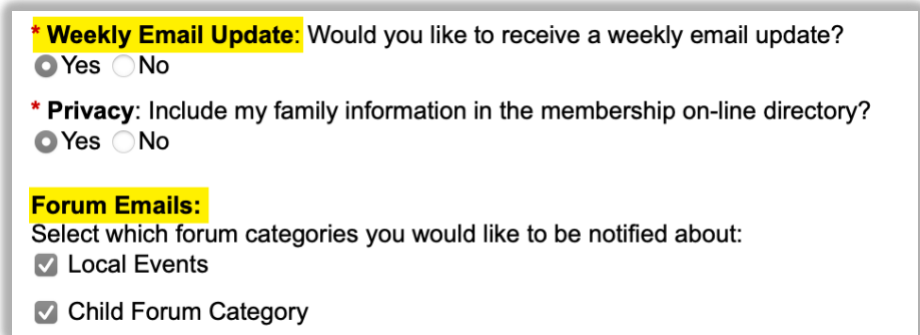 * Weekly Email Update: Would you like to receive a weekly email update?
Yes No
* Privacy: Include my family information in the membership on-line directory?
Yes No
Forum Emails:
Select which forum categories you would like to be notified about:
Local Events
Child Forum Category